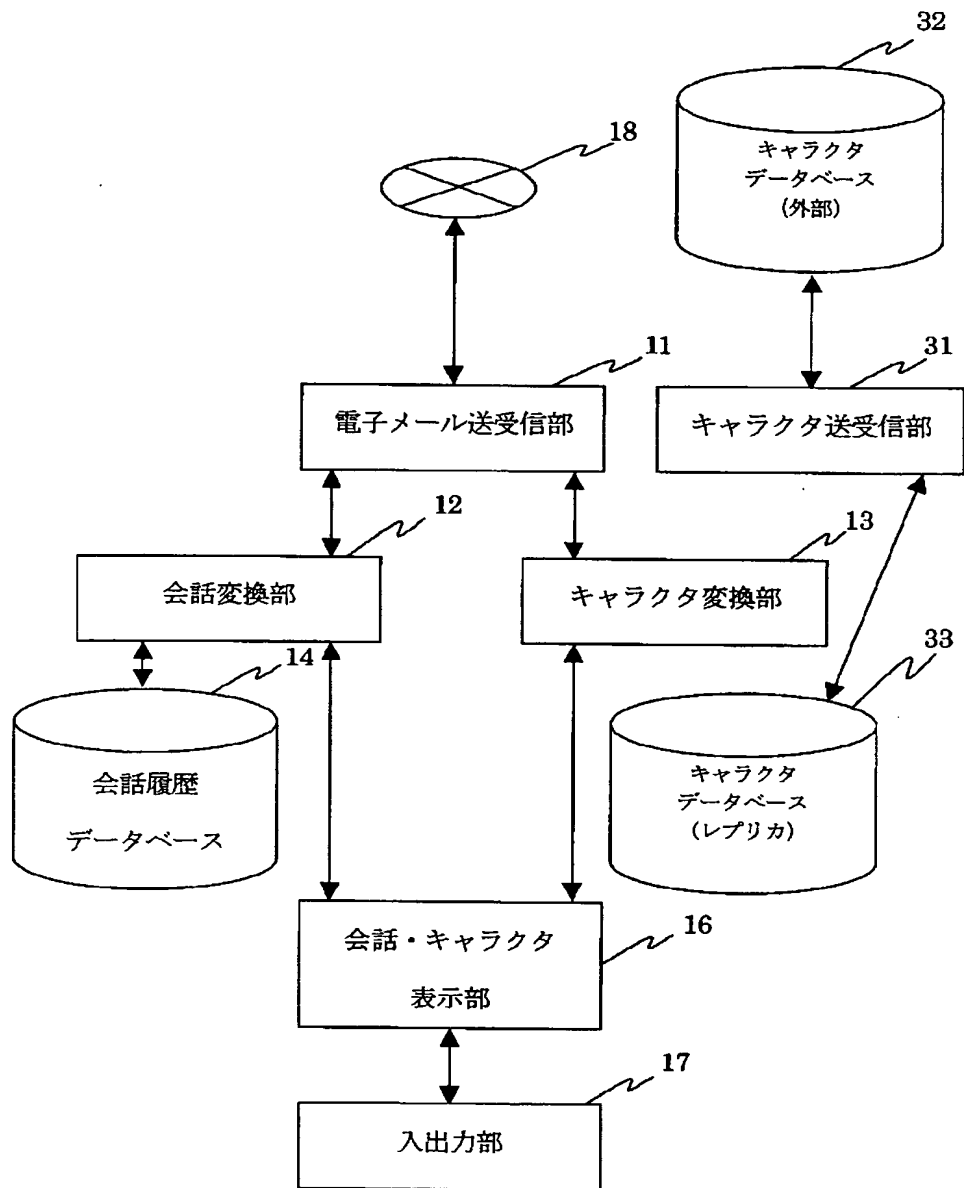 32
キャラクタ
データベース
(外部)
18
11
31
電子メール送受信部
キャラクタ送受信部
12
13
会話変換部
キャラクタ変換部
14
33
会話履歴
データベース
キャラクタ
データベース
(レプリカ)
会話・キャラクタ
表示部
16
17
入出力部